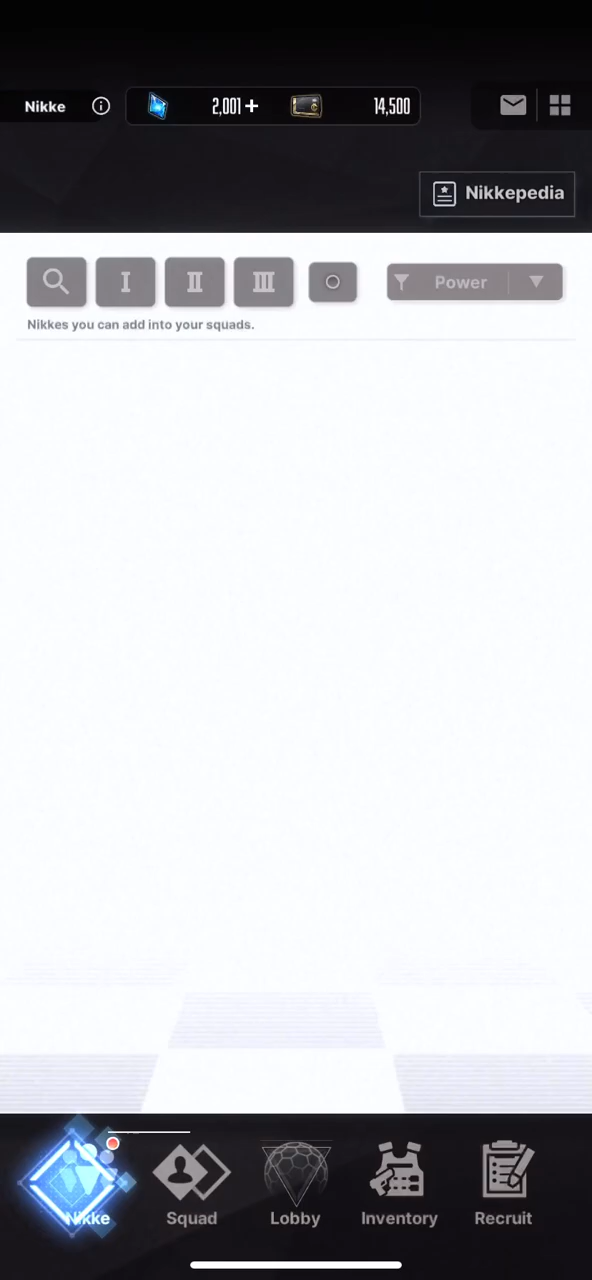 Nikke
2,001
14,500
Nikkepedia
I
II
III
Power
Nikkes you can add into your squads.
Nikke
Squad
Lobby
Inventory
Recruit